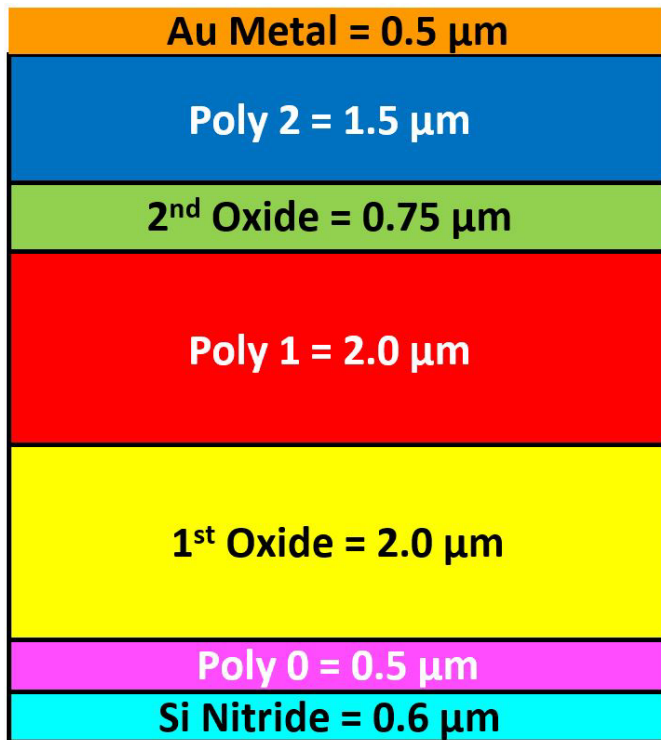 Au Metal = 0.5 µm
Poly 2 = 1.5 µm
2nd Oxide = 0.75 µm
Poly 1 = 2.0 µm
1st Oxide = 2.0 µm
Poly 0 = 0.5 µm
Si Nitride = 0.6 µm